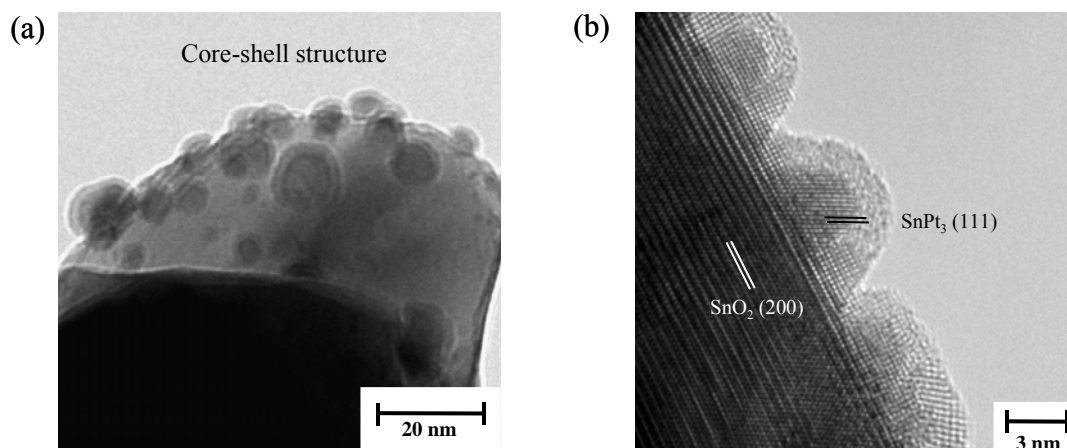 (a)
Core-shell structure
20 nm
(b)
SnPt₃ (111)
SnO₂ (200)
3 nm